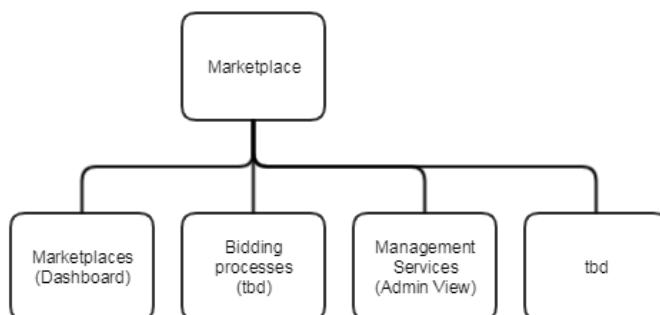 Marketplace
Marketplaces
(Dashboard)
Bidding
processes
(tbd)
Management
Services
(Admin View)
tbd